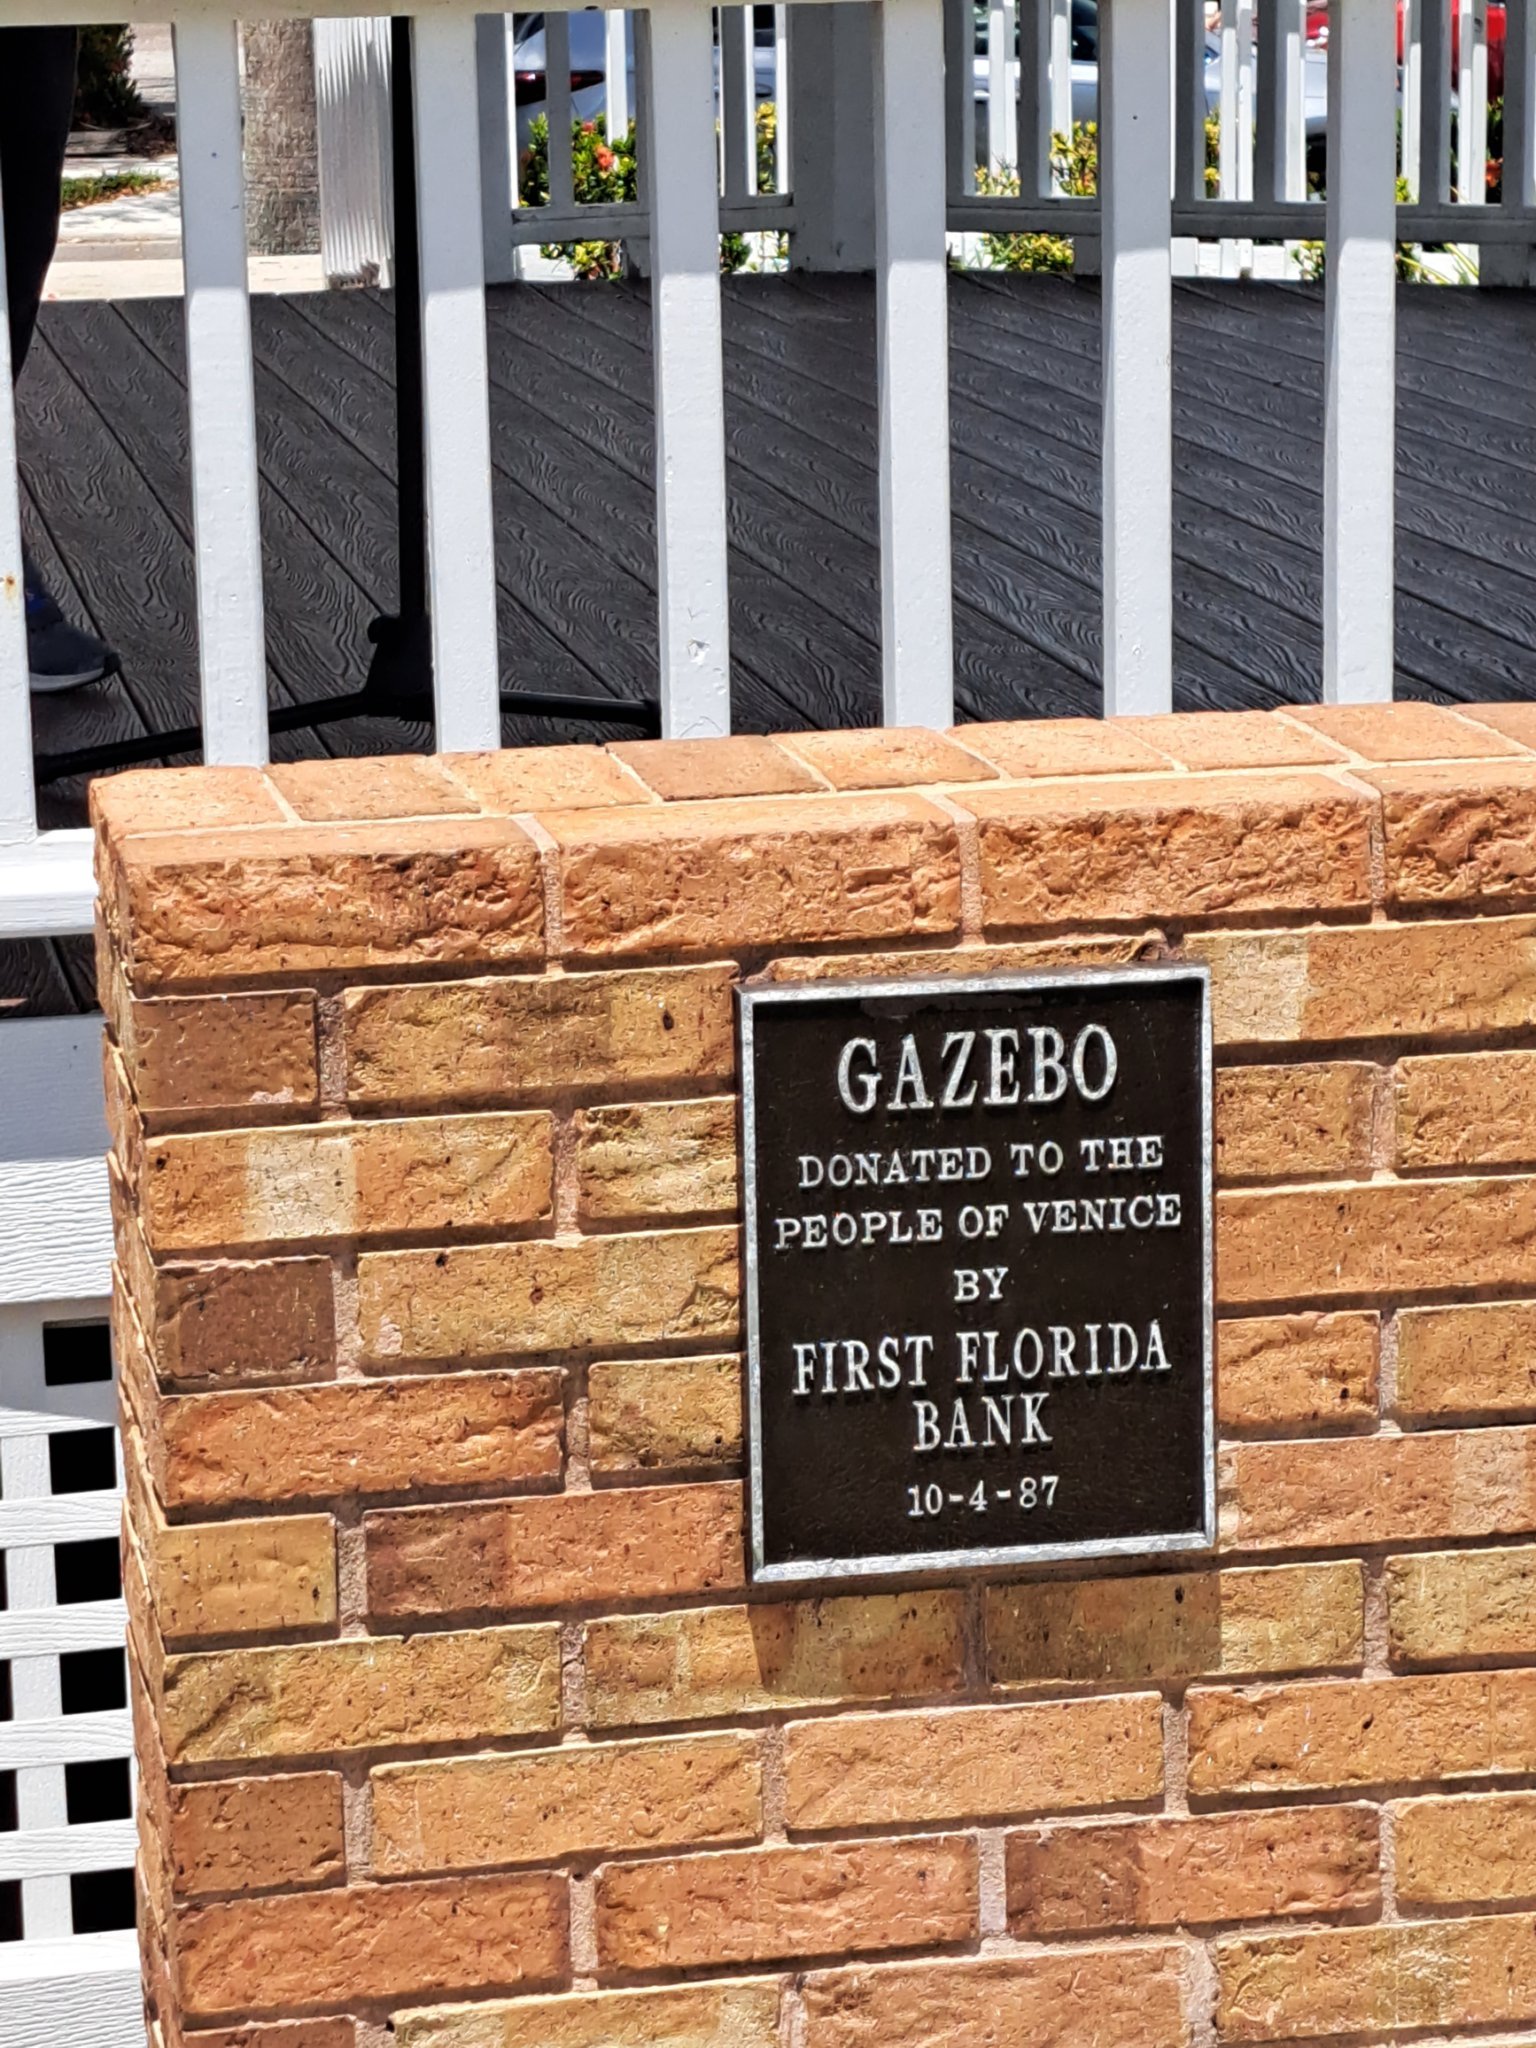 GAZEBO
DONATED TO THE
PEOPLE OF VENICE
BY
FIRST FLORIDA
BANK
10-4-87